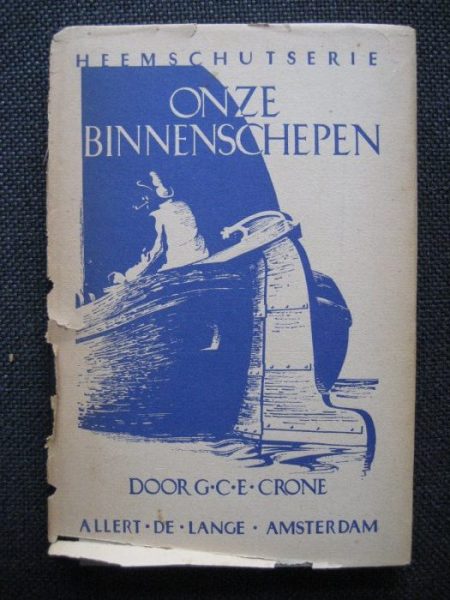 HEEMSCHUTSERIE
ONZE
BINNENSCHEPEN
DOOR G·C·E·CRONE
ALLERT·DE·LANGE·AMSTERDAM